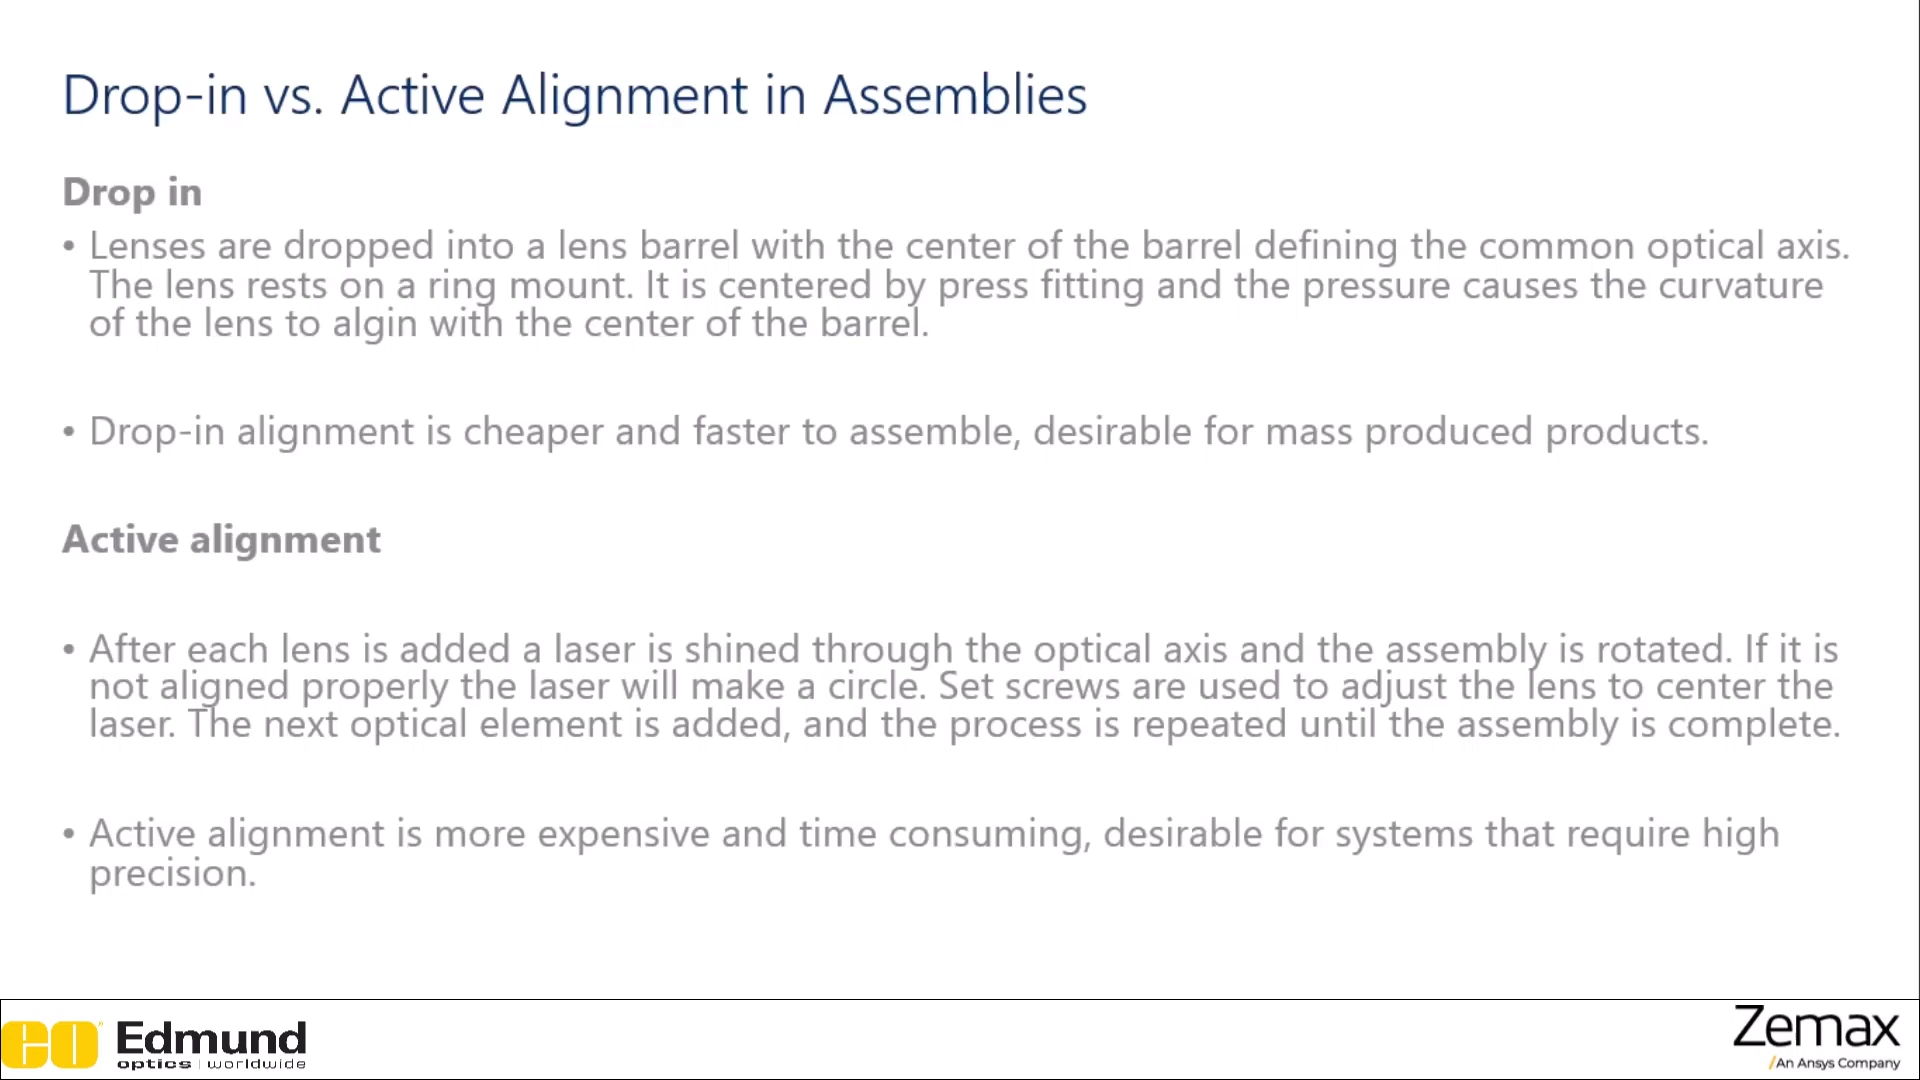 Drop-in vs. Active Alignment in Assemblies
Drop in
• Lenses are dropped into a lens barrel with the center of the barrel defining the common optical axis.
The lens rests on a ring mount. It is centered by press fitting and the pressure causes the curvature
of the lens to algin with the center of the barrel.
• Drop-in alignment is cheaper and faster to assemble, desirable for mass produced products.
Active alignment
• After each lens is added a laser is shined through the optical axis and the assembly is rotated. If it is
not aligned properly the laser will make a circle. Set screws are used to adjust the lens to center the
laser. The next optical element is added, and the process is repeated until the assembly is complete.
• Active alignment is more expensive and time consuming, desirable for systems that require high
precision.
EO Edmund
optics | worldwide
Zemax
/An Ansys Company